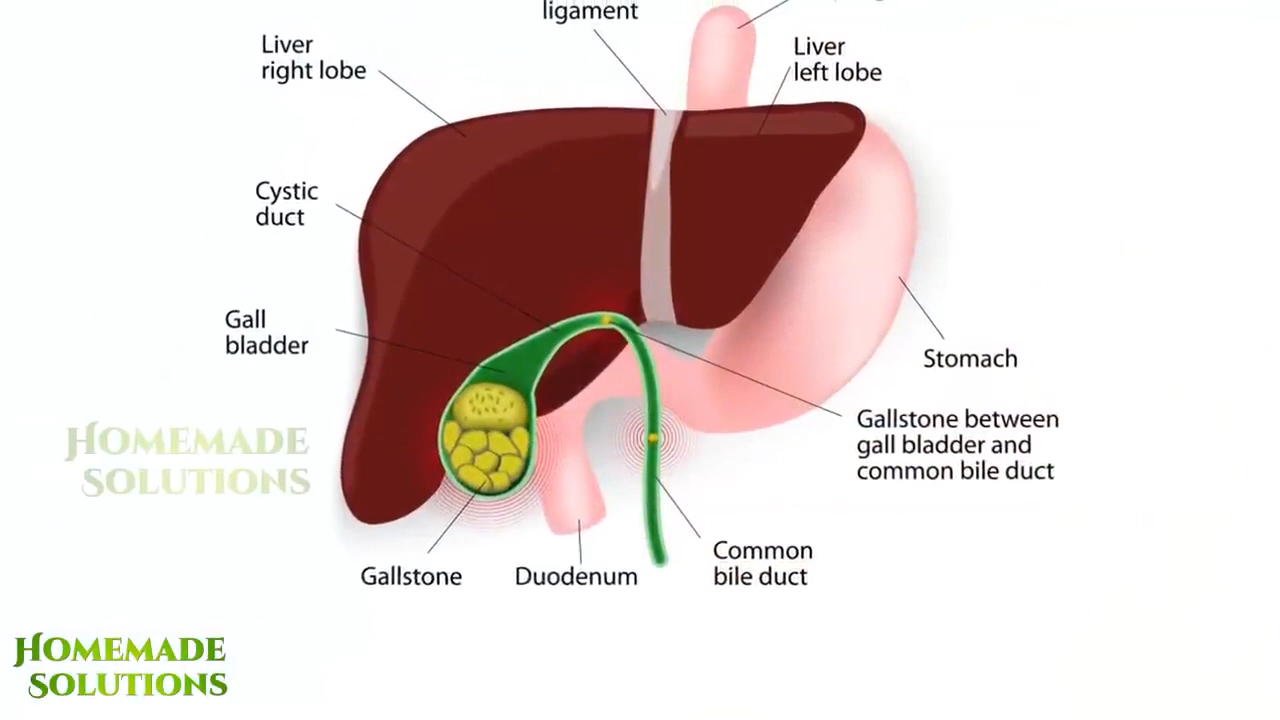 ligament
Liver
right lobe
Liver
left lobe
Cystic
duct
Gall
bladder
Stomach
Gallstone between
gall bladder and
common bile duct
HOMEMADE
SOLUTIONS
Common
bile duct
Gallstone
Duodenum
HOMEMADE
SOLUTIONS